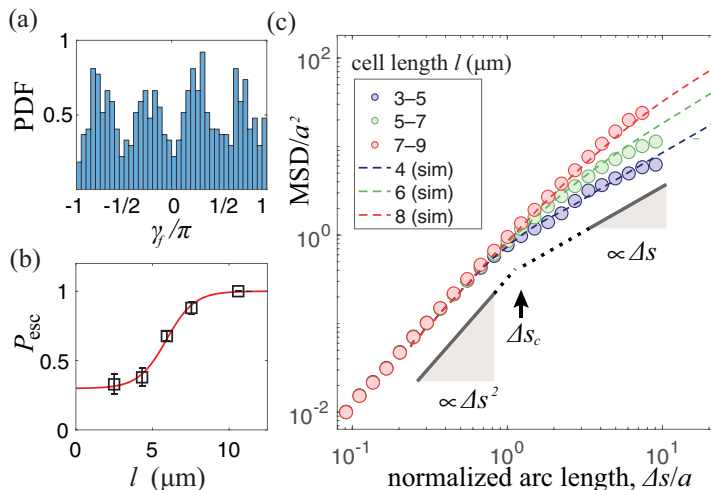 (a)
1
0.5
PDF
-1
-1/2
0
1/2
1
γf/π
(b)
1
0.5
0
Pesc
0
5
10
l (μm)
(c)
10²
10⁰
10⁻²
MSD/a²
cell length l (μm)
3–5
5–7
7–9
4 (sim)
6 (sim)
8 (sim)
∝Δs
Δsc
∝Δs²
10⁻¹
10⁰
10¹
normalized arc length, Δs/a